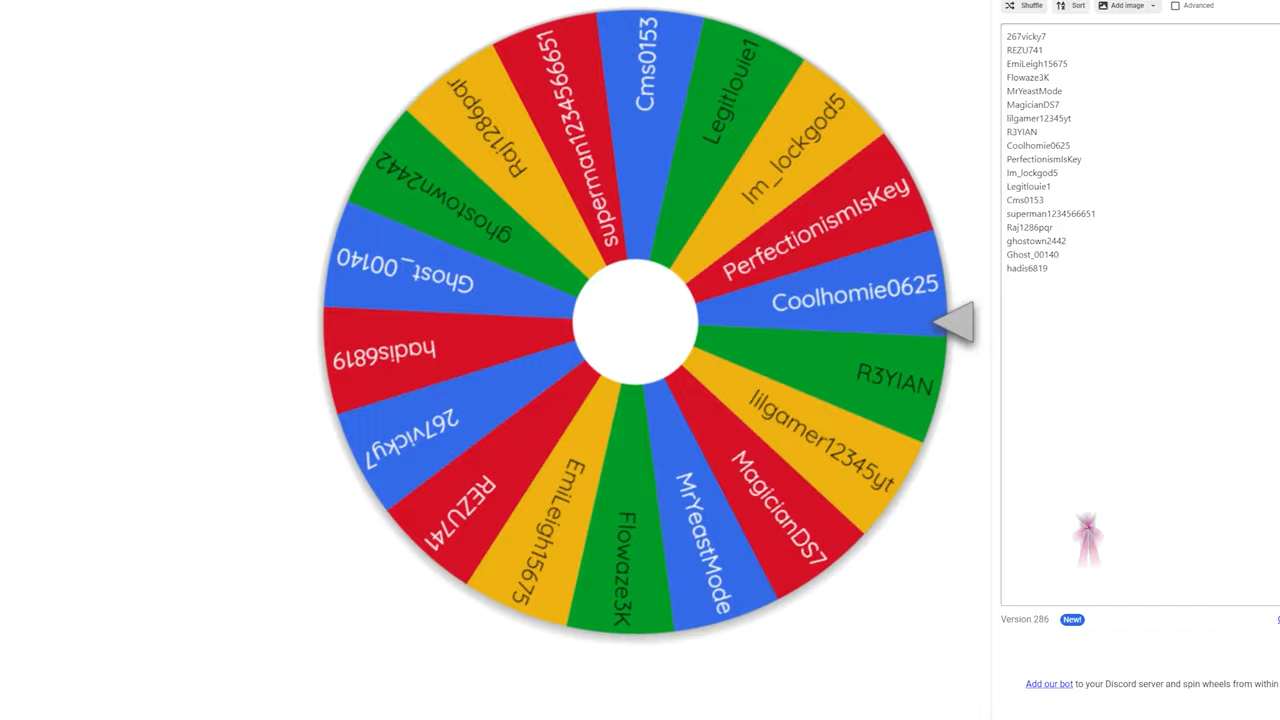 Shuffle Sort Add image Advanced
267vicky7
REZU741
EmiLeigh15675
Flowaze3K
MrYeastMode
MagicianDS7
lilgamer12345yt
R3YIAN
Coolhomie0625
PerfectionismIsKey
Im_lockgod5
Legitlouie1
Cms0153
superman1234566651
Raj1286pqr
ghostown2442
Ghost_00140
hadis6819
Cms0153
Legitlouie1
Im_lockgod5
PerfectionismIsKey
Coolhomie0625
R3YIAN
lilgamer12345yt
MagicianDS7
MrYeastMode
Flowaze3K
EmiLeigh15675
REZU741
267vicky7
hadis6819
Ghost_00140
ghostown2442
Raj1286pqr
superman1234566651
Version 286 New!
Add our bot to your Discord server and spin wheels from within